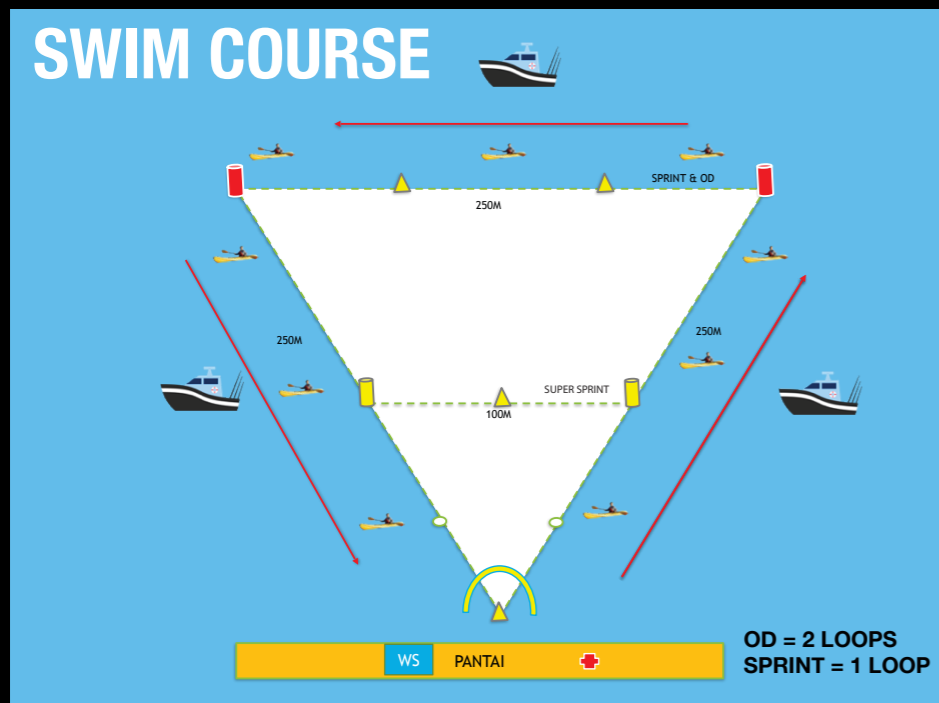 SWIM COURSE
SPRINT & OD
250M
250M
250M
SUPER SPRINT
100M
WS
PANTAI
OD = 2 LOOPS
SPRINT = 1 LOOP